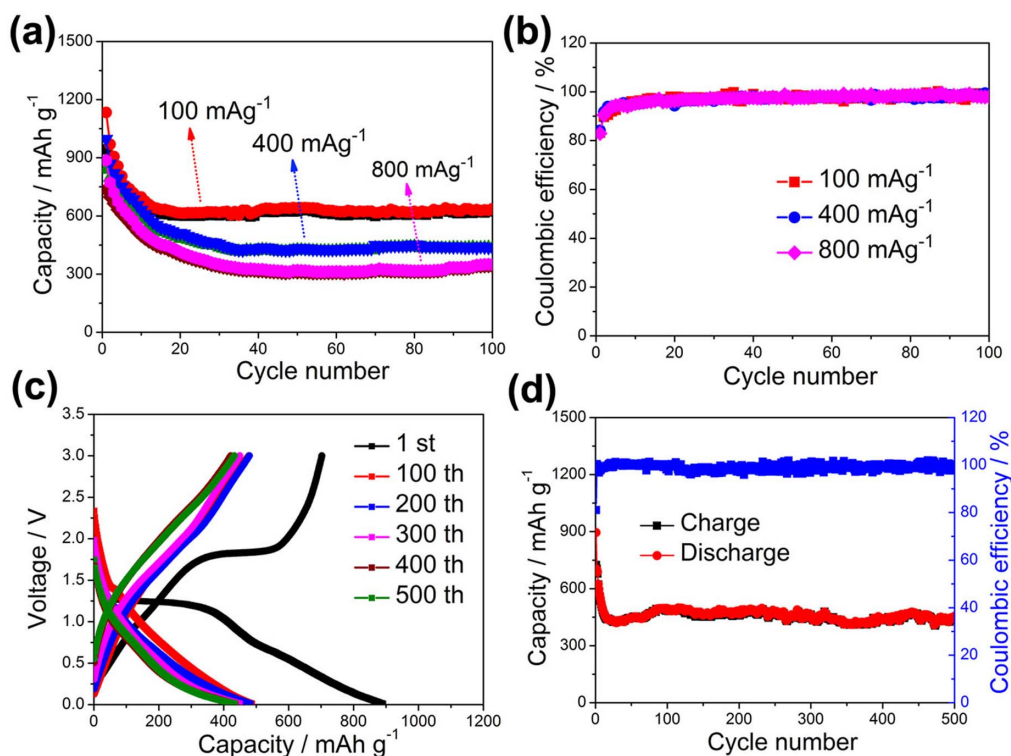 (a)
1500
1200
900
600
300
0
Capacity / mAh g⁻¹
100 mAg⁻¹
400 mAg⁻¹
800 mAg⁻¹
0 20 40 60 80 100
Cycle number
(b)
120
100
80
60
40
20
0
Coulombic efficiency / %
100 mAg⁻¹
400 mAg⁻¹
800 mAg⁻¹
0 20 40 60 80 100
Cycle number
(c)
3.0
2.5
2.0
1.5
1.0
0.5
0.0
Voltage / V
1 st
100 th
200 th
300 th
400 th
500 th
0 200 400 600 800 1000 1200
Capacity / mAh g⁻¹
(d)
1500
1200
900
600
300
0
Capacity / mAh g⁻¹
Charge
Discharge
120
100
80
60
40
20
0
Coulombic efficiency / %
0 100 200 300 400 500
Cycle number